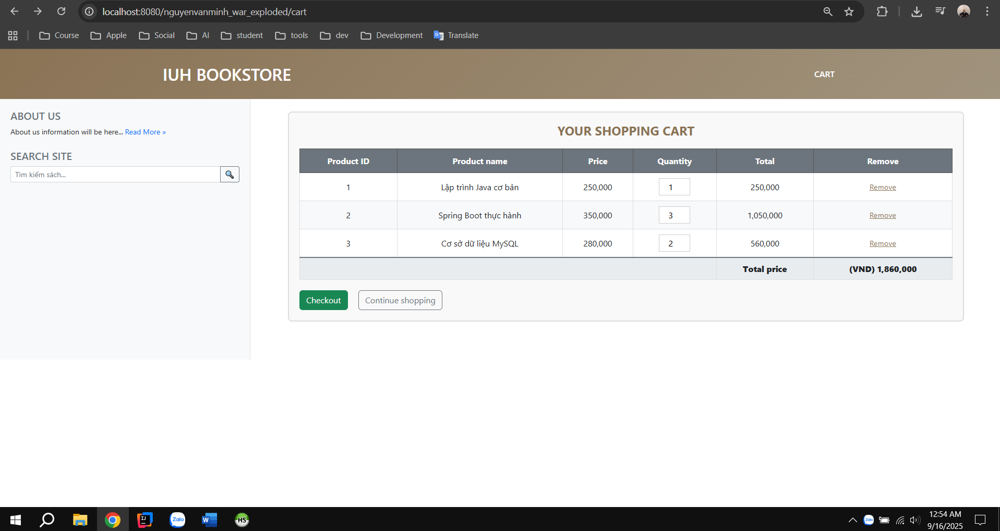 localhost:8080/nguyenvanminh_war_exploded/cart
Course Apple Social AI student tools dev Development Translate
IUH BOOKSTORE CART
ABOUT US
About us information will be here... Read More »
SEARCH SITE
Tìm kiếm sách...
YOUR SHOPPING CART
Product ID Product name Price Quantity Total Remove
1 Lập trình Java cơ bản 250,000 1 250,000 Remove
2 Spring Boot thực hành 350,000 3 1,050,000 Remove
3 Cơ sở dữ liệu MySQL 280,000 2 560,000 Remove
Total price (VND) 1,860,000
Checkout Continue shopping
IJ Zalo W HS Zalo 12:54 AM
9/16/2025